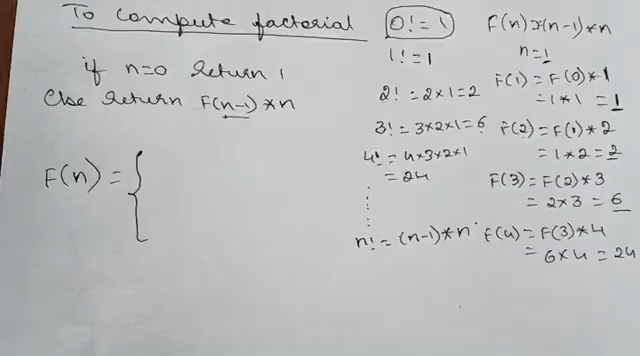 To compute factorial
if n=0 return 1
Else return F(n-1)*n
F(n) = {
0! = 1
1! = 1
2! = 2×1=2
3! = 3×2×1=6
4! = 4×3×2×1
= 24
n! = (n-1)*n
F(n)=(n-1)*n
n=1
F(1) = F(0)*1
= 1*1 = 1
F(2) = F(1)*2
= 1×2 = 2
F(3) = F(2)*3
= 2×3 = 6
F(4) = F(3)*4
= 6×4 = 24